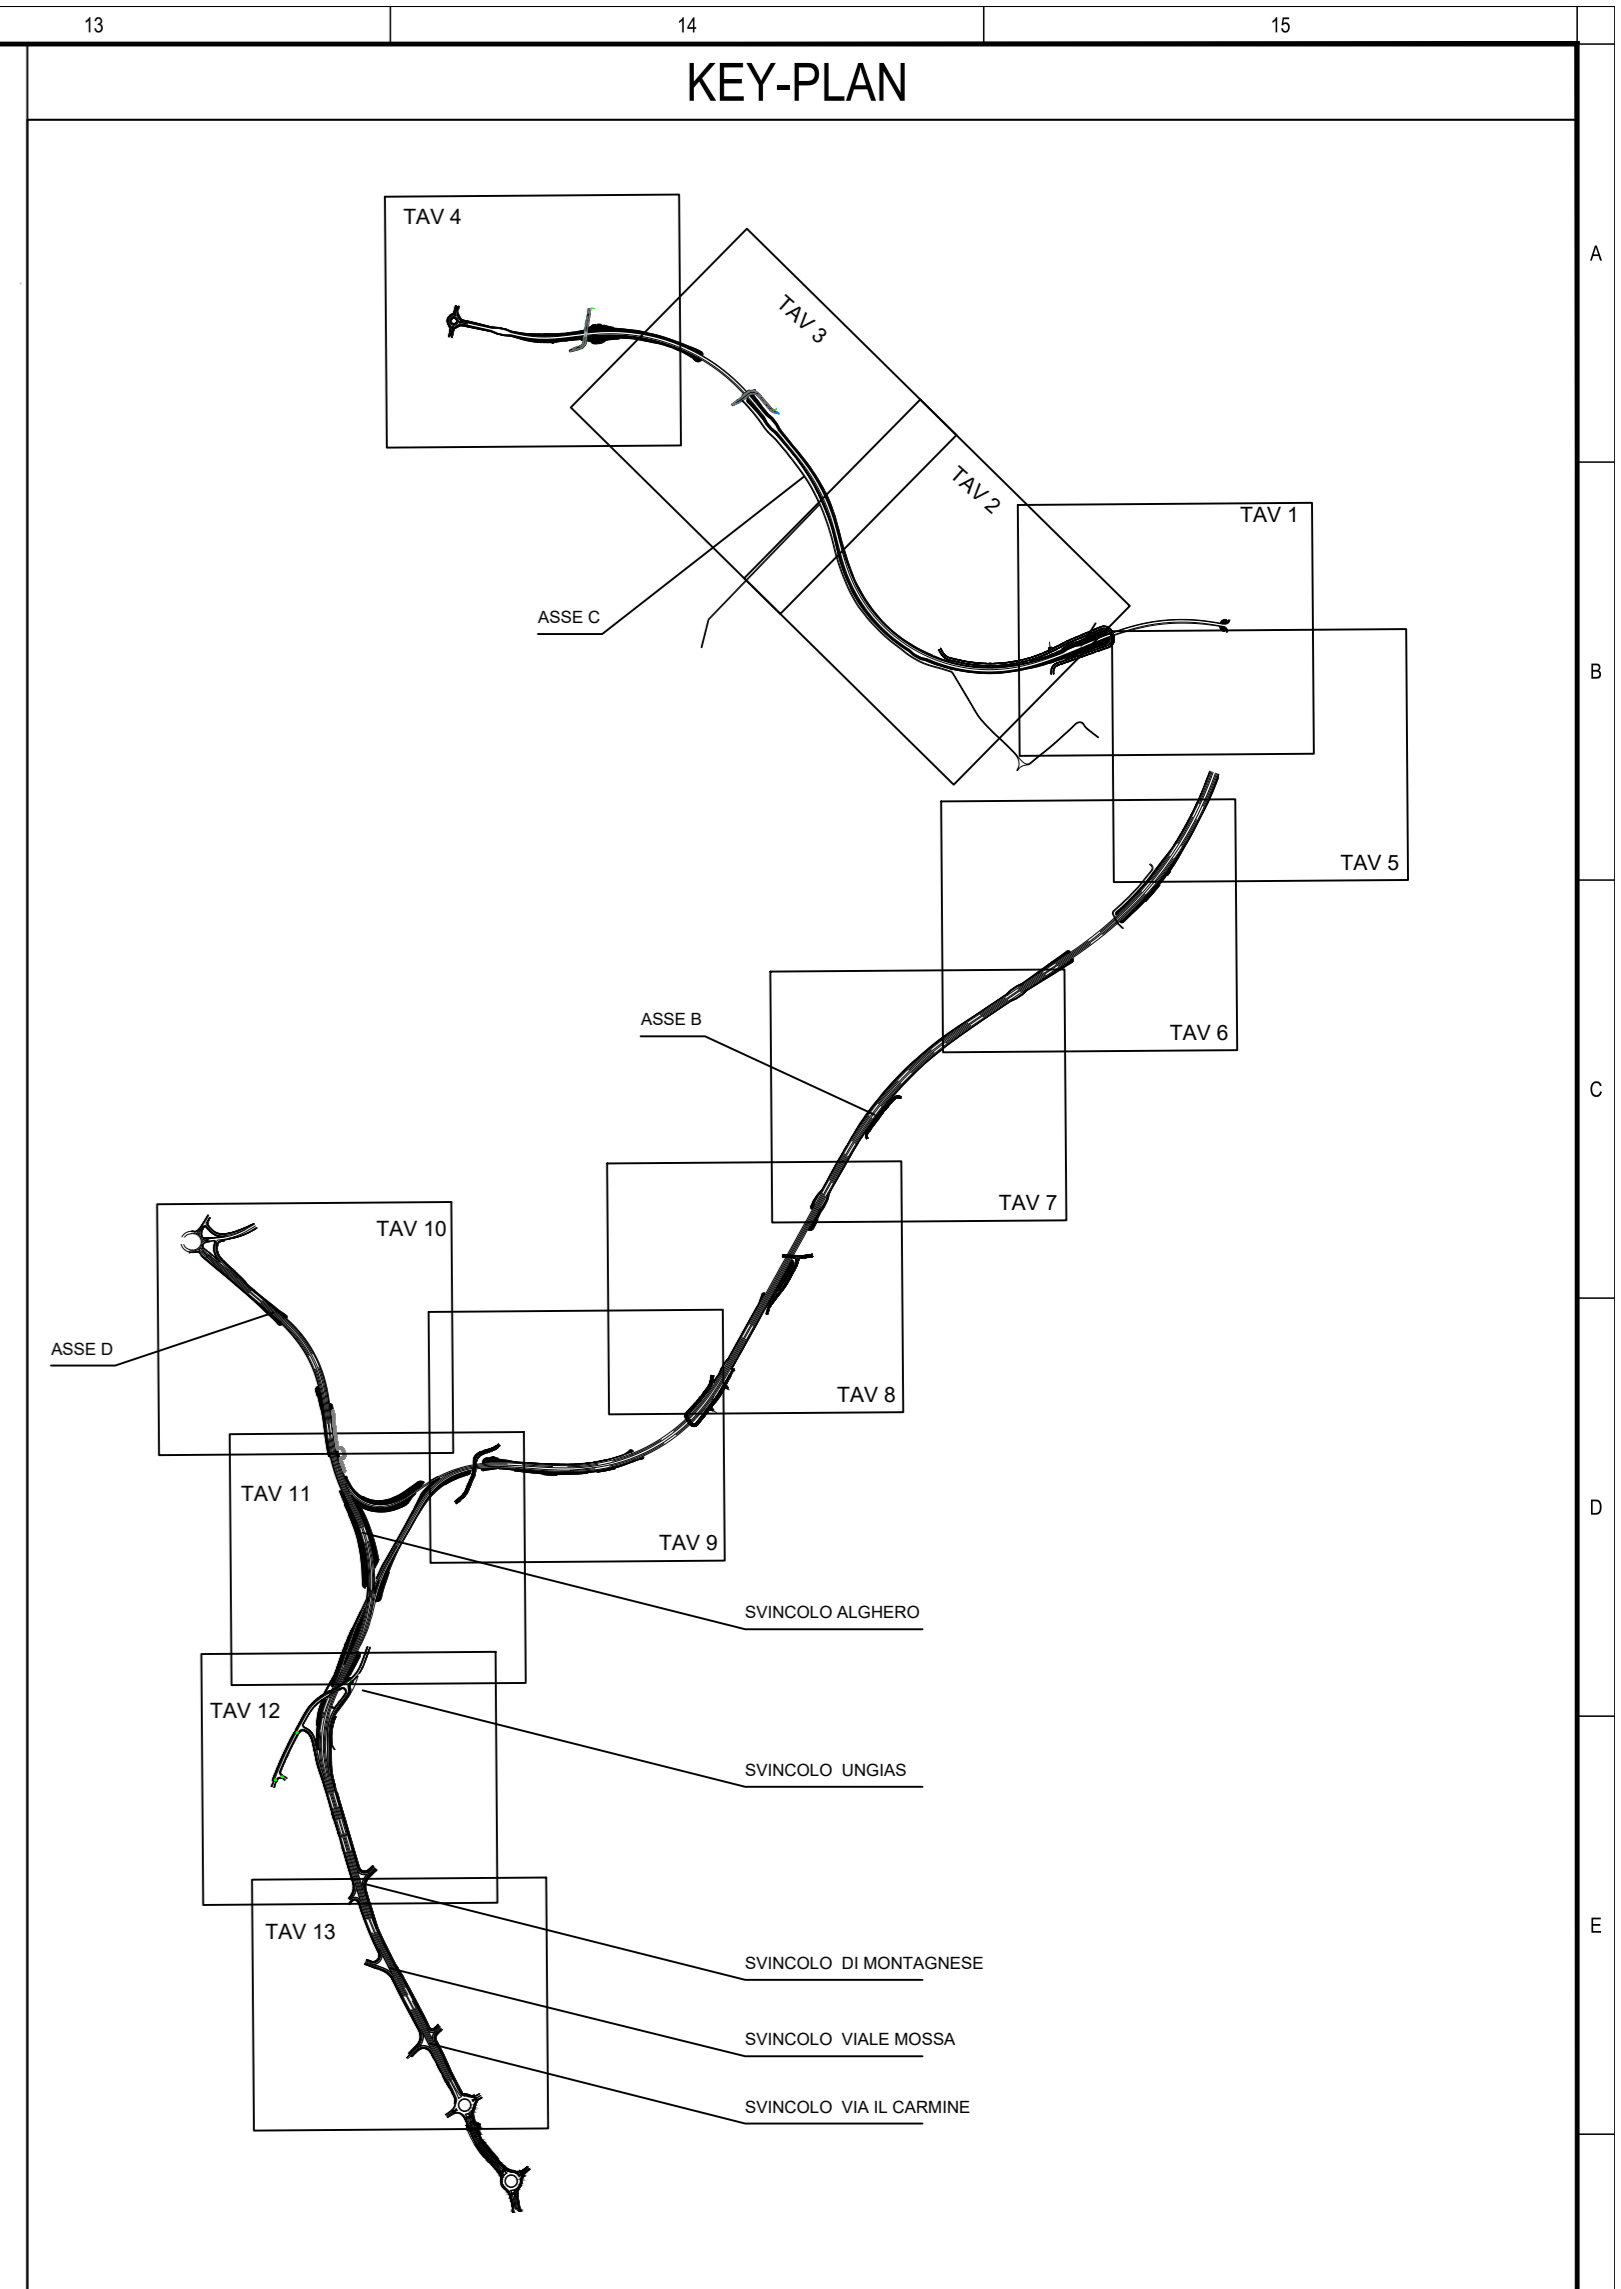 13
14
15
KEY-PLAN
A
TAV 4
TAV 3
TAV 2
TAV 1
ASSE C
B
TAV 5
ASSE B
TAV 6
C
TAV 7
TAV 10
ASSE D
TAV 8
TAV 11
D
TAV 9
SVINCOLO ALGHERO
TAV 12
SVINCOLO UNGIAS
E
TAV 13
SVINCOLO DI MONTAGNESE
SVINCOLO VIALE MOSSA
SVINCOLO VIA IL CARMINE